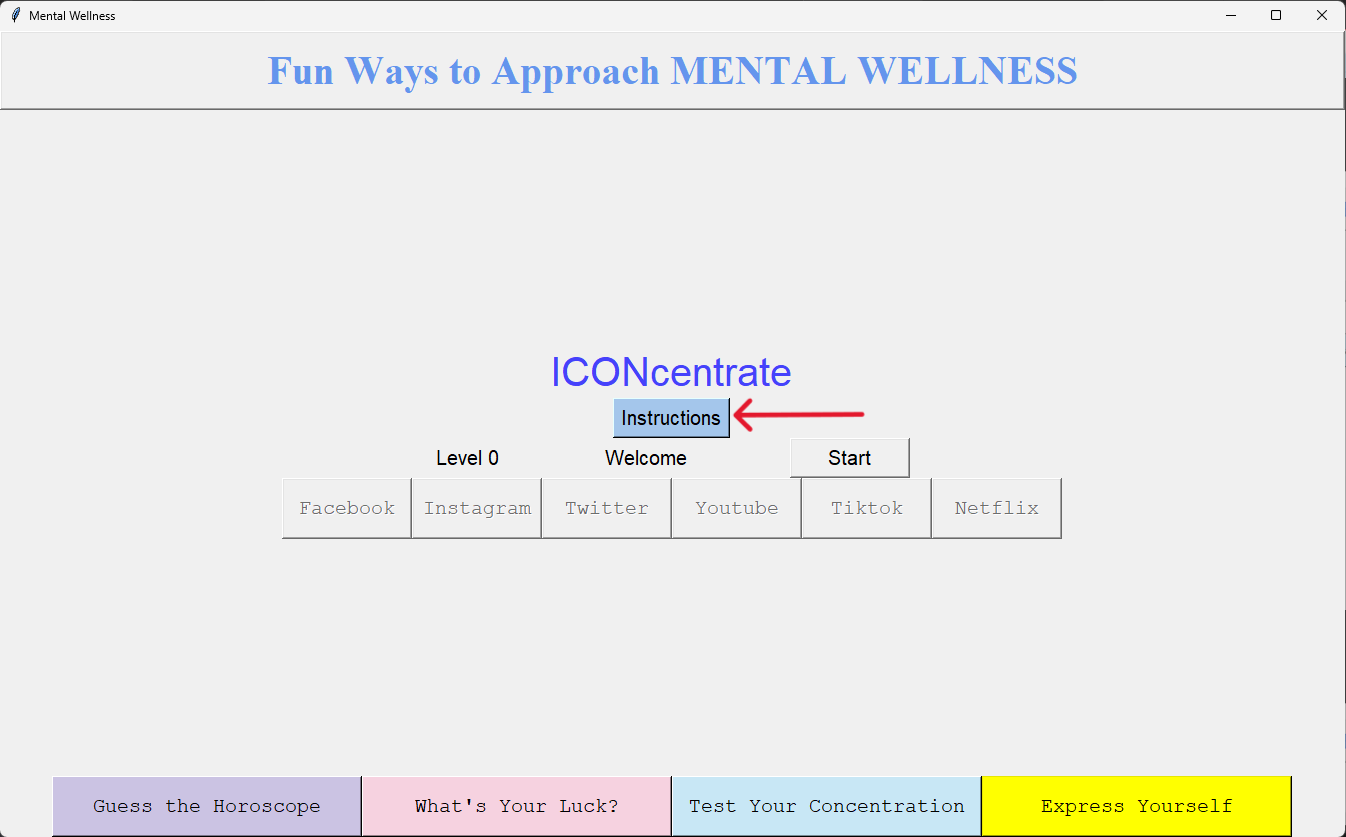 Mental Wellness
Fun Ways to Approach MENTAL WELLNESS
ICONcentrate
Instructions
Level 0 Welcome Start
Facebook Instagram Twitter Youtube Tiktok Netflix
Guess the Horoscope What's Your Luck? Test Your Concentration Express Yourself